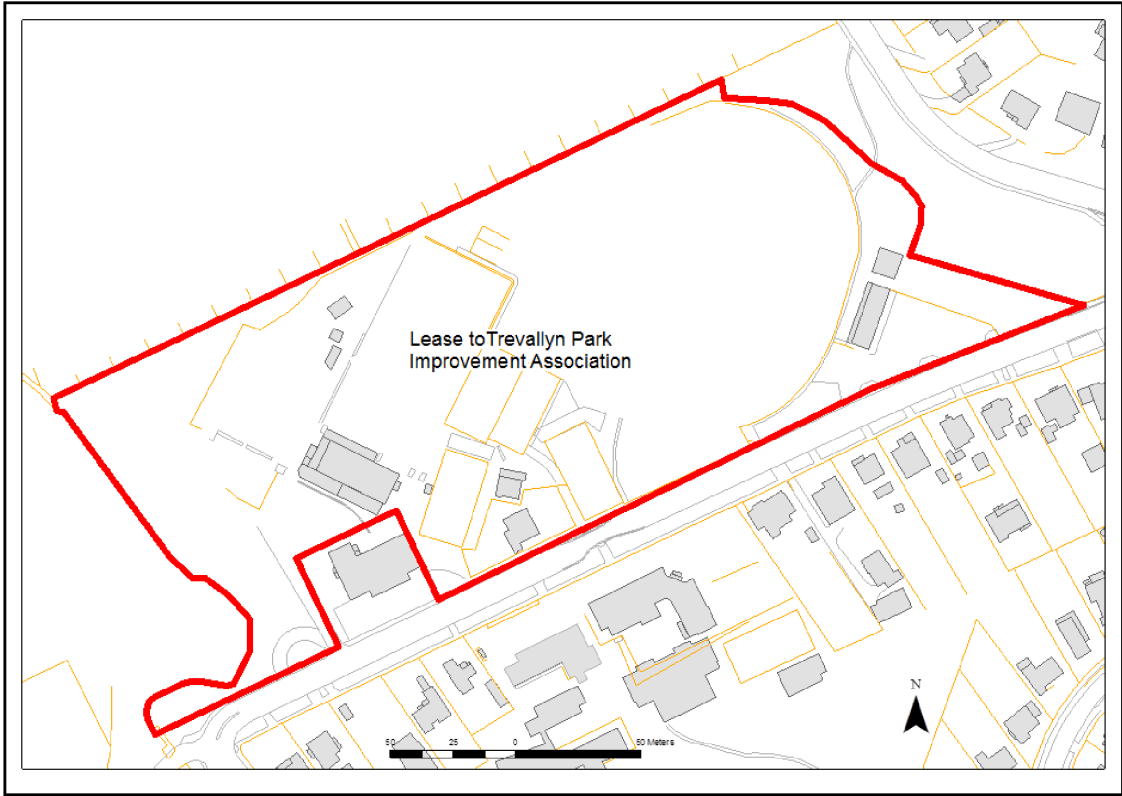 Lease toTrevallyn Park
Improvement Association
N
50 25 0 50 Meters